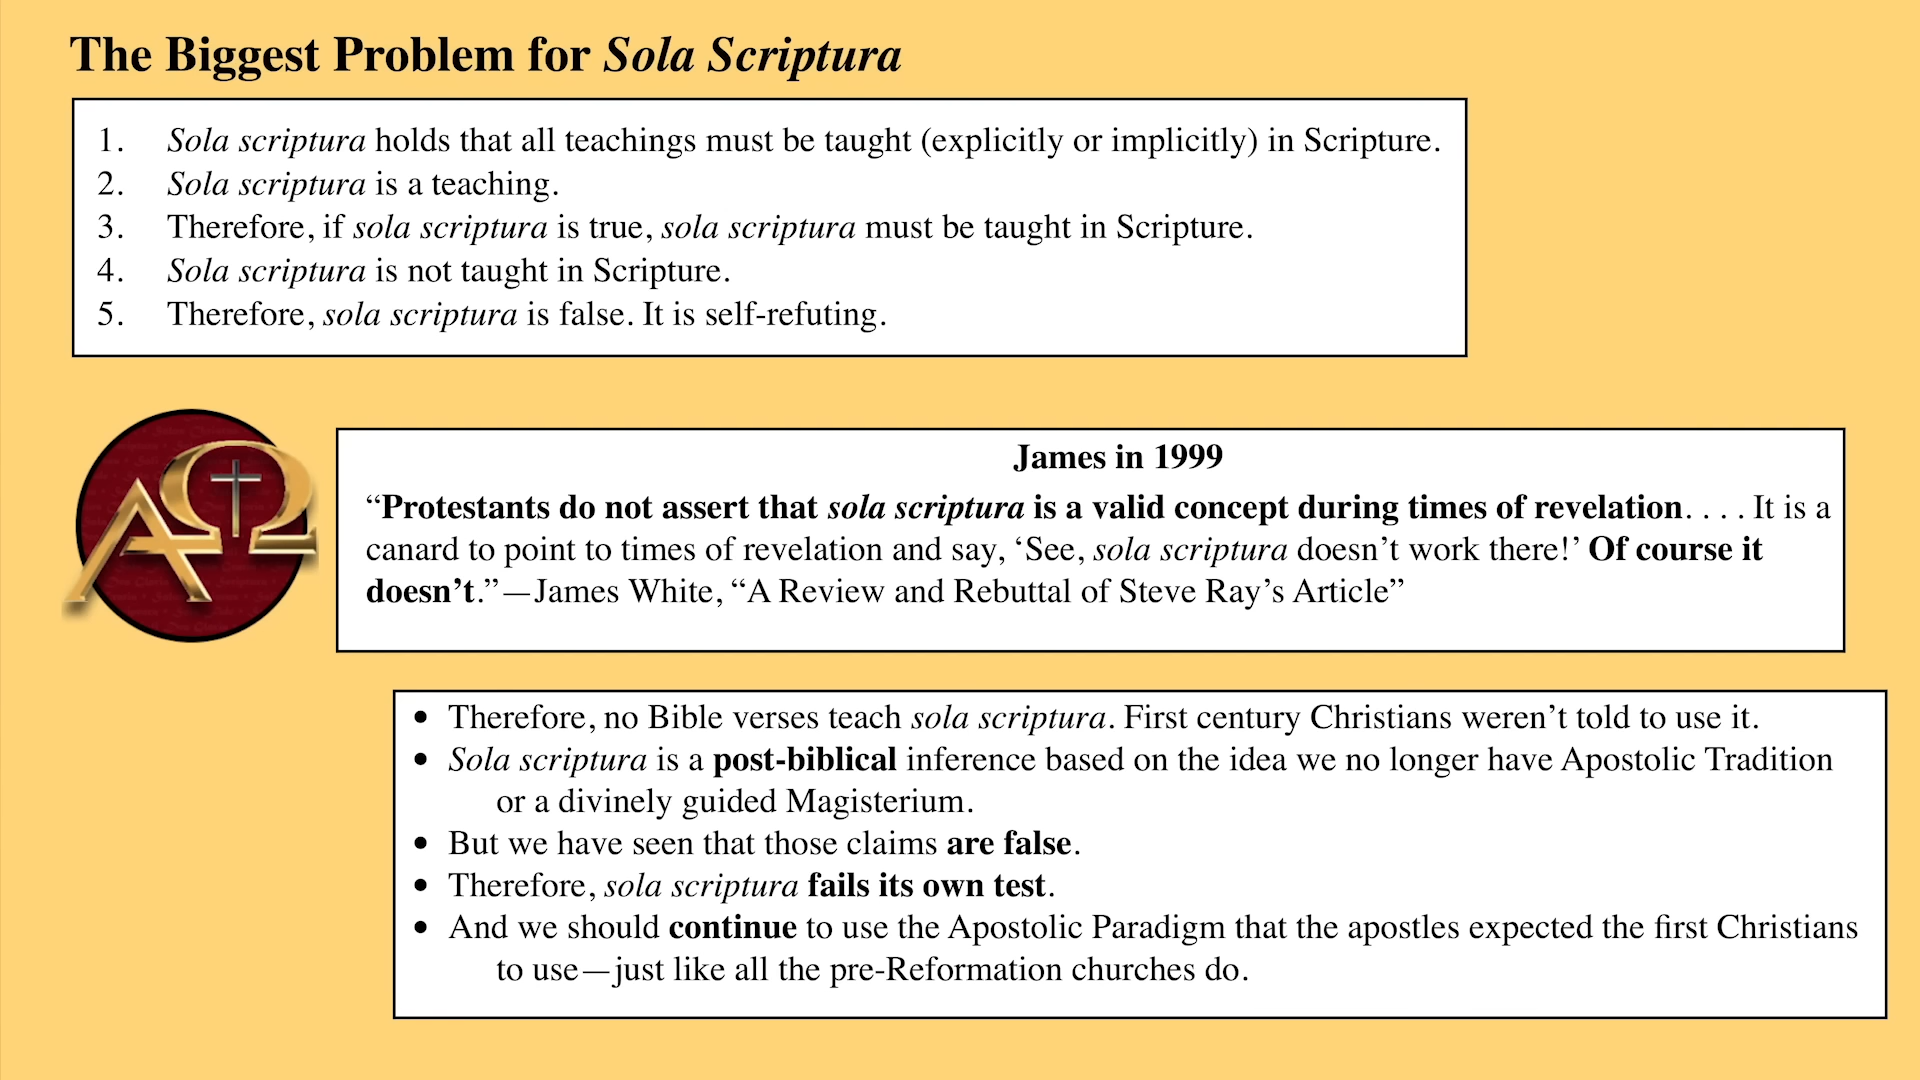 The Biggest Problem for Sola Scriptura
1. Sola scriptura holds that all teachings must be taught (explicitly or implicitly) in Scripture.
2. Sola scriptura is a teaching.
3. Therefore, if sola scriptura is true, sola scriptura must be taught in Scripture.
4. Sola scriptura is not taught in Scripture.
5. Therefore, sola scriptura is false. It is self-refuting.
ΑΩ
James in 1999
“Protestants do not assert that sola scriptura is a valid concept during times of revelation. . . . It is a
canard to point to times of revelation and say, ‘See, sola scriptura doesn’t work there!’ Of course it
doesn’t.”—James White, “A Review and Rebuttal of Steve Ray’s Article”
• Therefore, no Bible verses teach sola scriptura. First century Christians weren’t told to use it.
• Sola scriptura is a post-biblical inference based on the idea we no longer have Apostolic Tradition
or a divinely guided Magisterium.
• But we have seen that those claims are false.
• Therefore, sola scriptura fails its own test.
• And we should continue to use the Apostolic Paradigm that the apostles expected the first Christians
to use—just like all the pre-Reformation churches do.